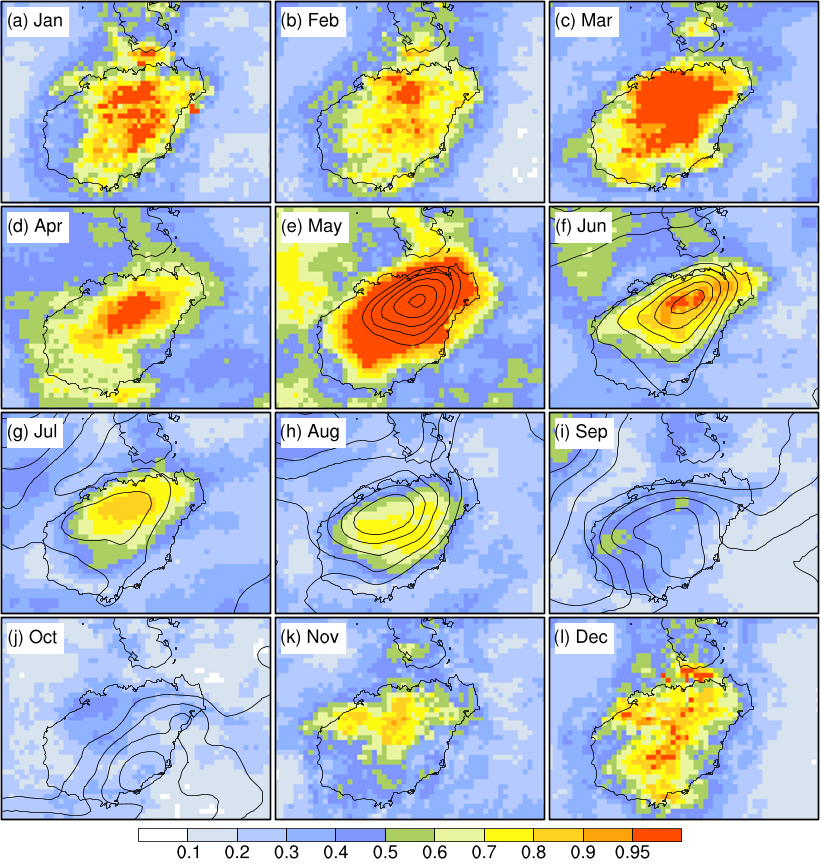 (a) Jan
(b) Feb
(c) Mar
(d) Apr
(e) May
(f) Jun
(g) Jul
(h) Aug
(i) Sep
(j) Oct
(k) Nov
(l) Dec
0.1 0.2 0.3 0.4 0.5 0.6 0.7 0.8 0.9 0.95